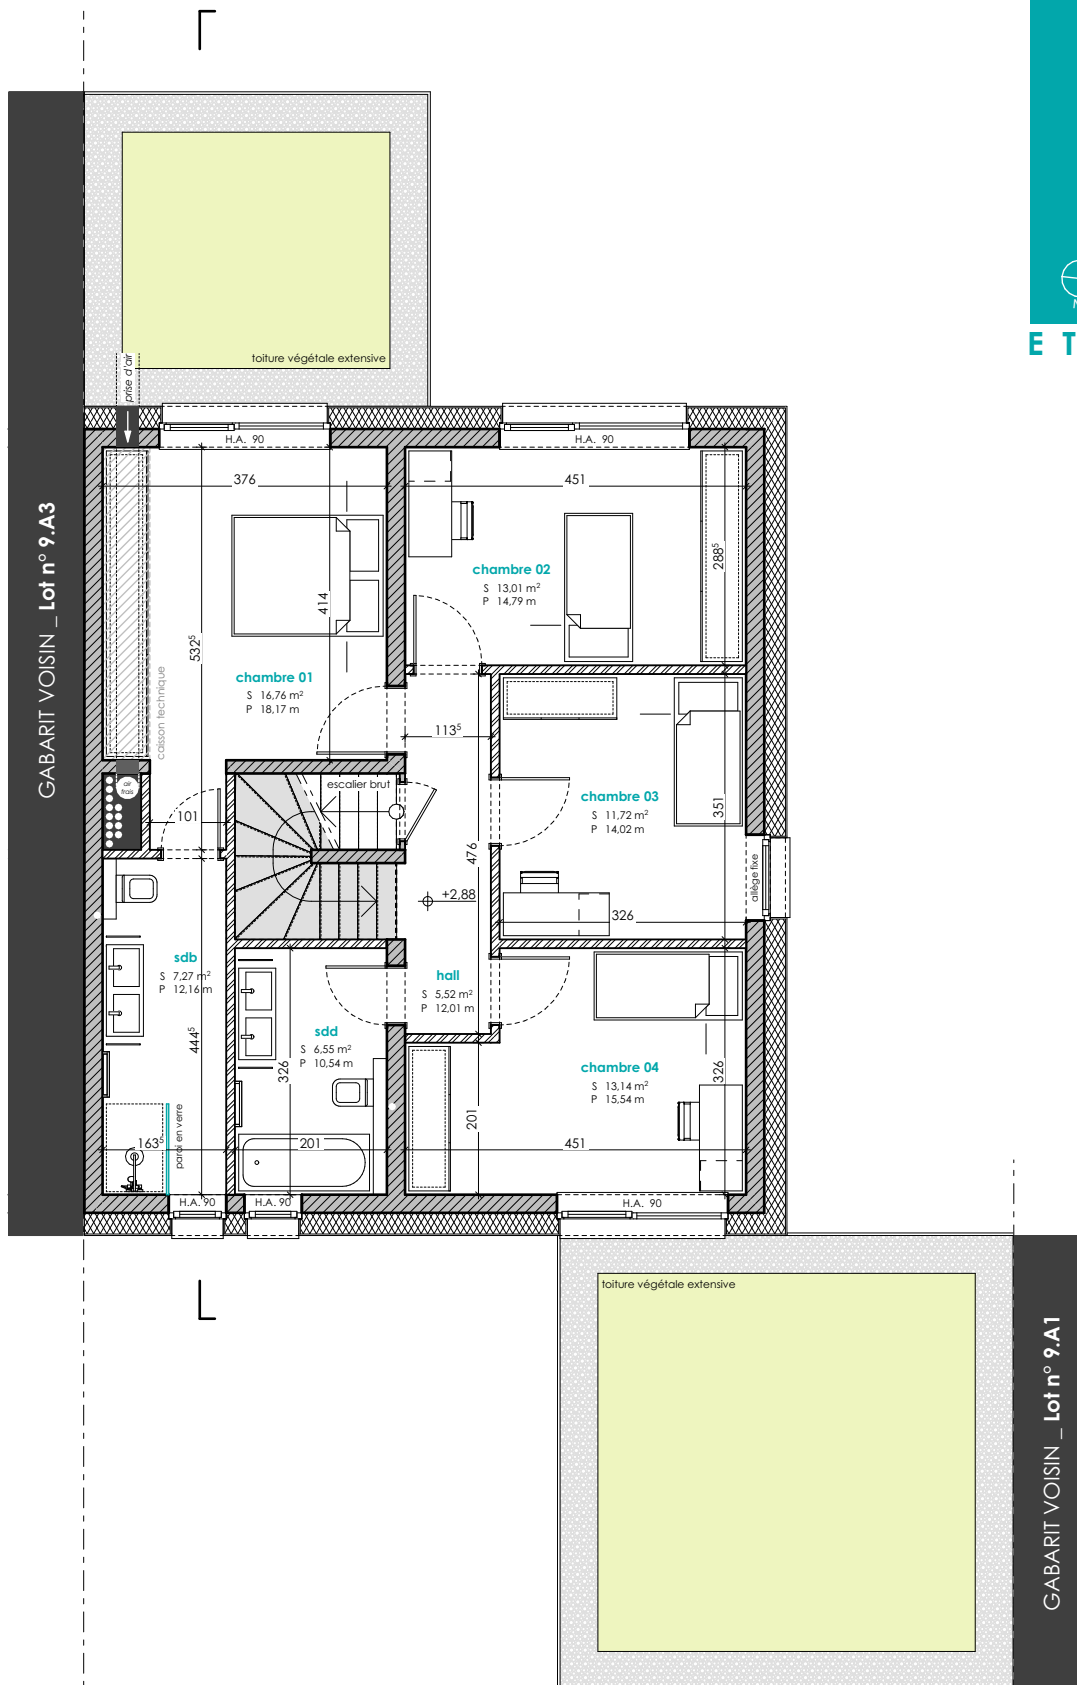 N
E T
toiture végétale extensive
prise d'air
H.A. 90
H.A. 90
376
451
GABARIT VOISIN _ Lot n° 9.A3
chambre 02
S 13,01 m²
P 14,79 m
288⁵
414
532⁵
caisson technique
chambre 01
S 16,76 m²
P 18,17 m
113⁵
escalier brut
air
frais
101
chambre 03
S 11,72 m²
P 14,02 m
351
476
allège fixe
+2,88
326
sdb
S 7,27 m²
P 12,16 m
hall
S 5,52 m²
P 12,01 m
444⁵
sdd
S 6,55 m²
P 10,54 m
326
chambre 04
S 13,14 m²
P 15,54 m
326
201
paroi en verre
163⁵
201
451
H.A. 90
H.A. 90
H.A. 90
toiture végétale extensive
GABARIT VOISIN _ Lot n° 9.A1